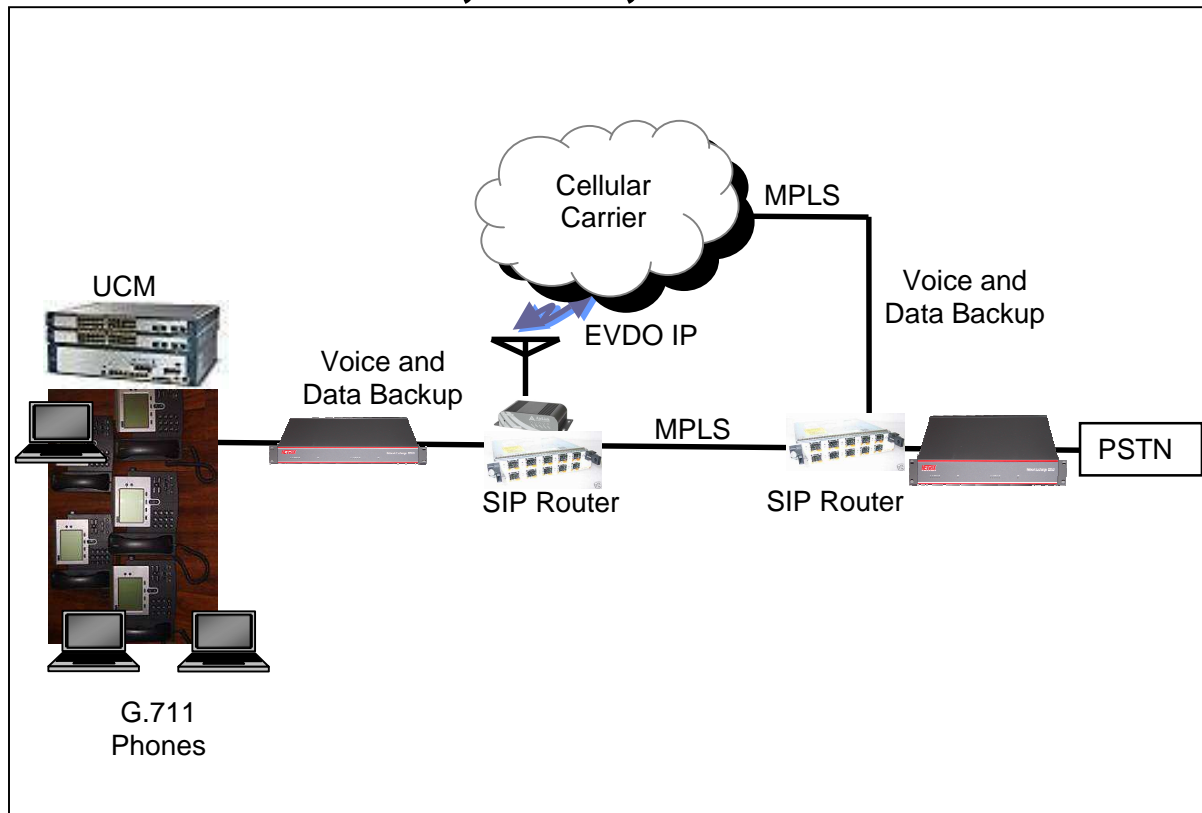 Cellular
Carrier
MPLS
UCM
Voice and
Data Backup
EVDO IP
Voice and
Data Backup
MPLS
PSTN
SIP Router
SIP Router
G.711
Phones